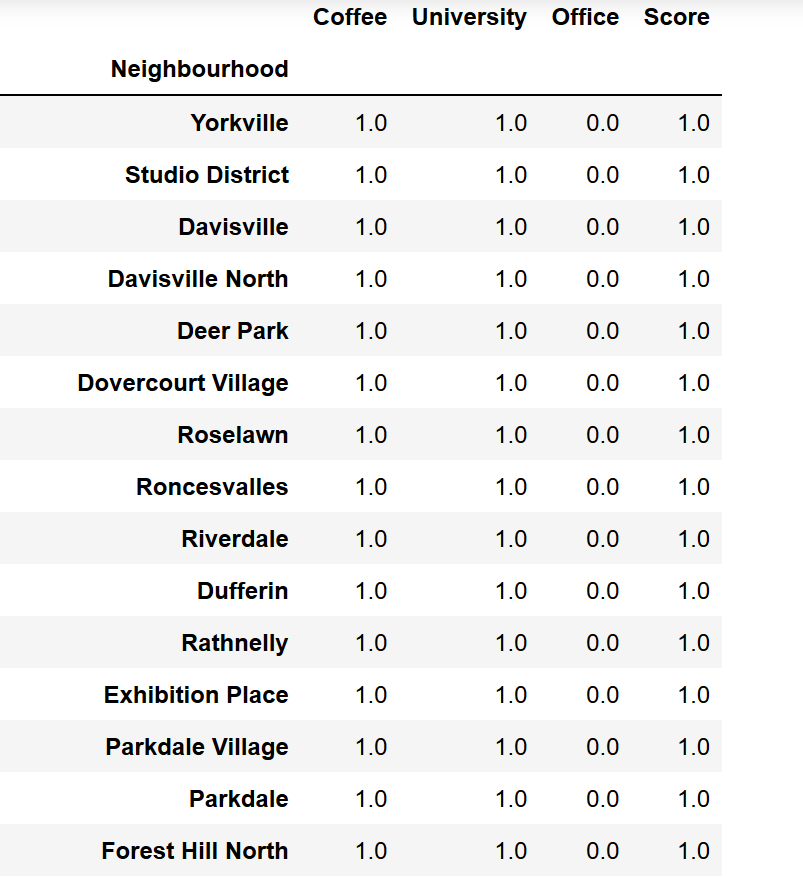 Coffee University Office Score
Neighbourhood
Yorkville 1.0 1.0 0.0 1.0
Studio District 1.0 1.0 0.0 1.0
Davisville 1.0 1.0 0.0 1.0
Davisville North 1.0 1.0 0.0 1.0
Deer Park 1.0 1.0 0.0 1.0
Dovercourt Village 1.0 1.0 0.0 1.0
Roselawn 1.0 1.0 0.0 1.0
Roncesvalles 1.0 1.0 0.0 1.0
Riverdale 1.0 1.0 0.0 1.0
Dufferin 1.0 1.0 0.0 1.0
Rathnelly 1.0 1.0 0.0 1.0
Exhibition Place 1.0 1.0 0.0 1.0
Parkdale Village 1.0 1.0 0.0 1.0
Parkdale 1.0 1.0 0.0 1.0
Forest Hill North 1.0 1.0 0.0 1.0